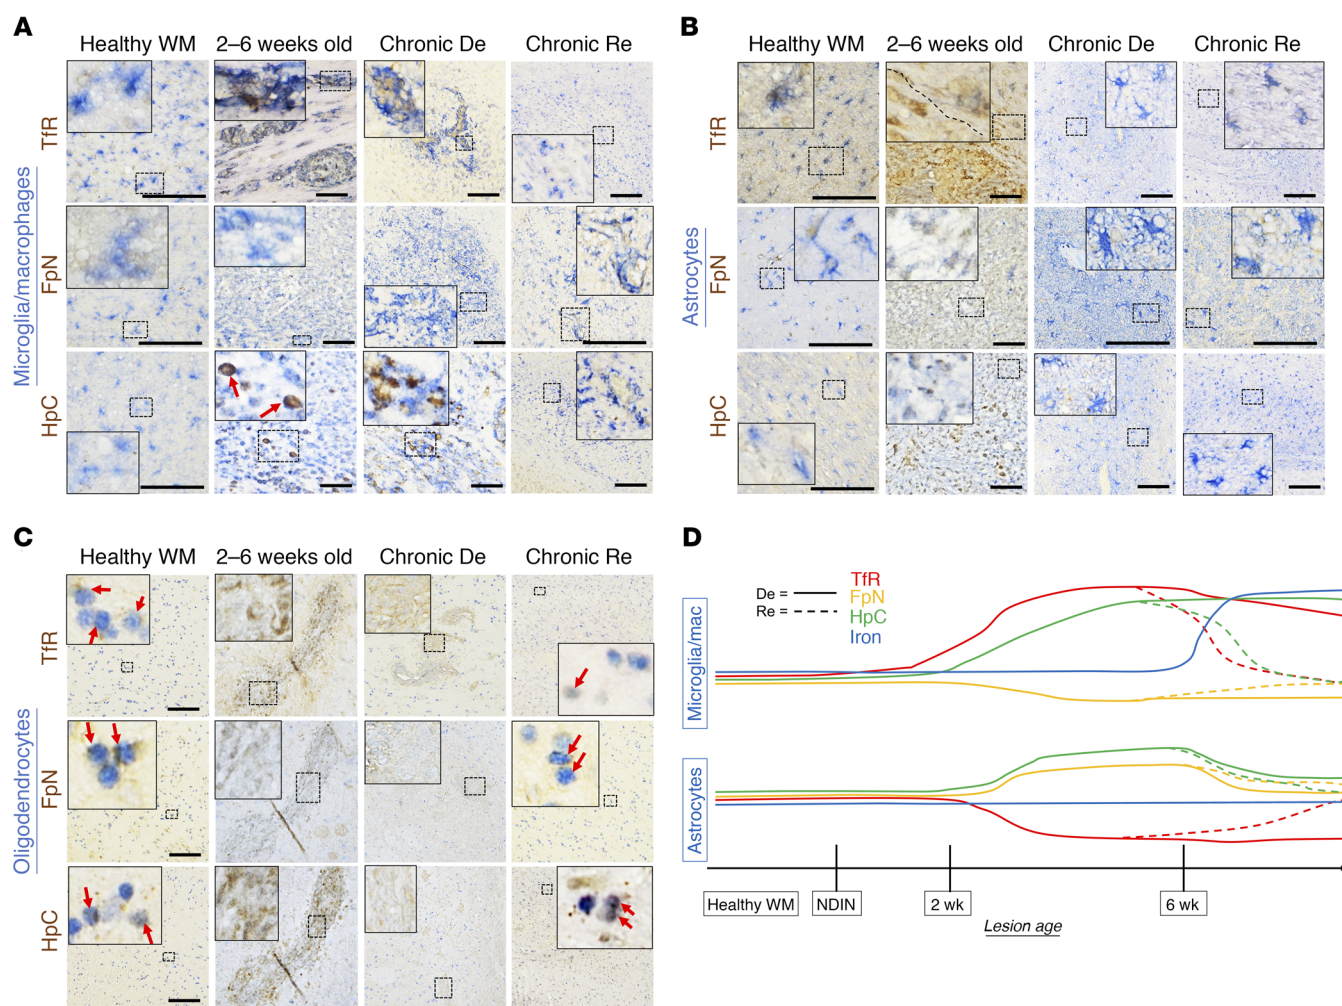 A
Healthy WM
2–6 weeks old
Chronic De
Chronic Re
Microglia/macrophages
TfR
FpN
HpC
B
Healthy WM
2–6 weeks old
Chronic De
Chronic Re
Astrocytes
TfR
FpN
HpC
C
Healthy WM
2–6 weeks old
Chronic De
Chronic Re
Oligodendrocytes
TfR
FpN
HpC
D
De =
Re =
TfR
FpN
HpC
Iron
Microglia/mac
Astrocytes
Healthy WM
NDIN
2 wk
6 wk
Lesion age